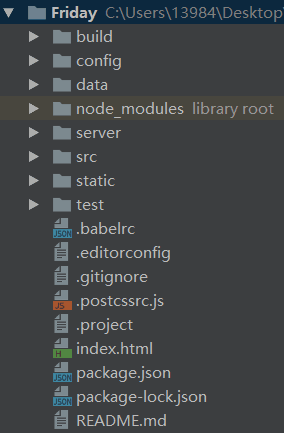 Friday C:\Users\13984\Desktop\
build
config
data
node_modules library root
server
src
static
test
.babelrc
.editorconfig
.gitignore
.postcssrc.js
.project
index.html
package.json
package-lock.json
README.md